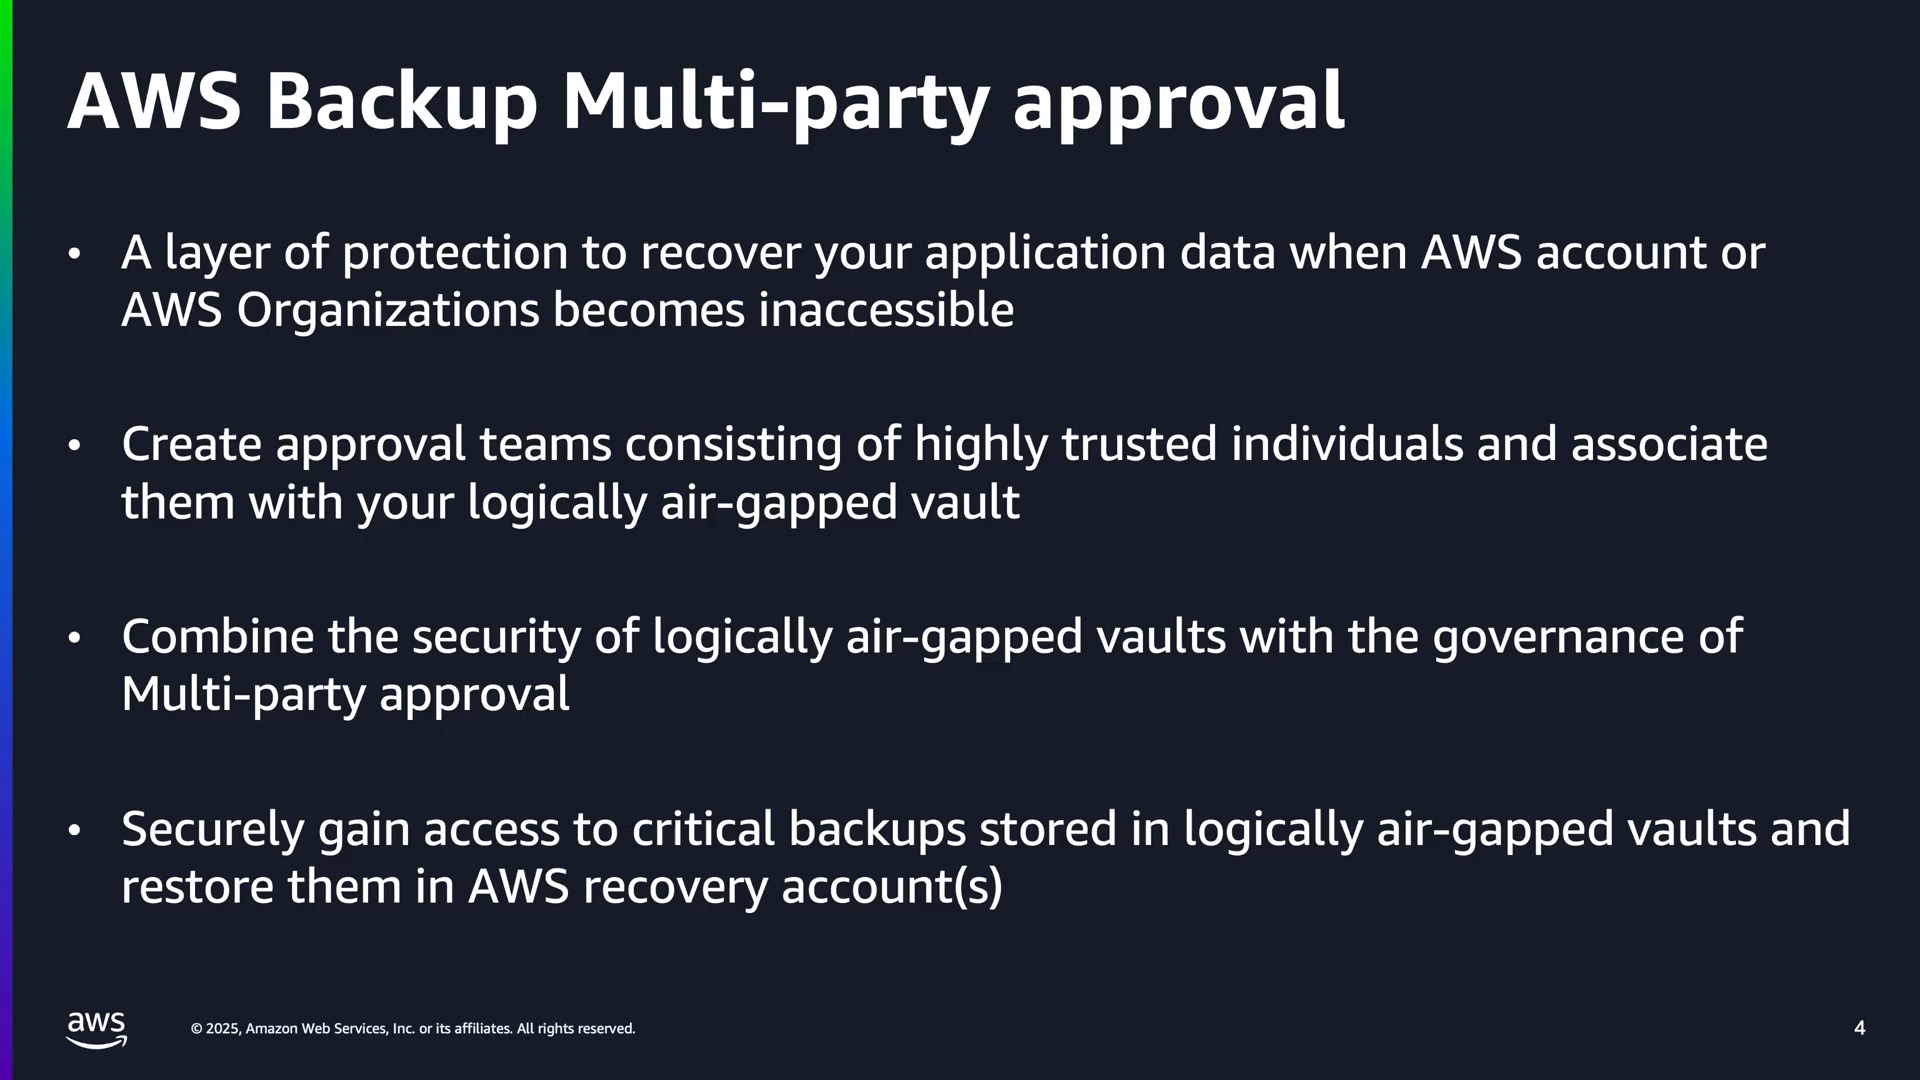 AWS Backup Multi-party approval
• A layer of protection to recover your application data when AWS account or
AWS Organizations becomes inaccessible
• Create approval teams consisting of highly trusted individuals and associate
them with your logically air-gapped vault
• Combine the security of logically air-gapped vaults with the governance of
Multi-party approval
• Securely gain access to critical backups stored in logically air-gapped vaults and
restore them in AWS recovery account(s)
aws
© 2025, Amazon Web Services, Inc. or its affiliates. All rights reserved.
4